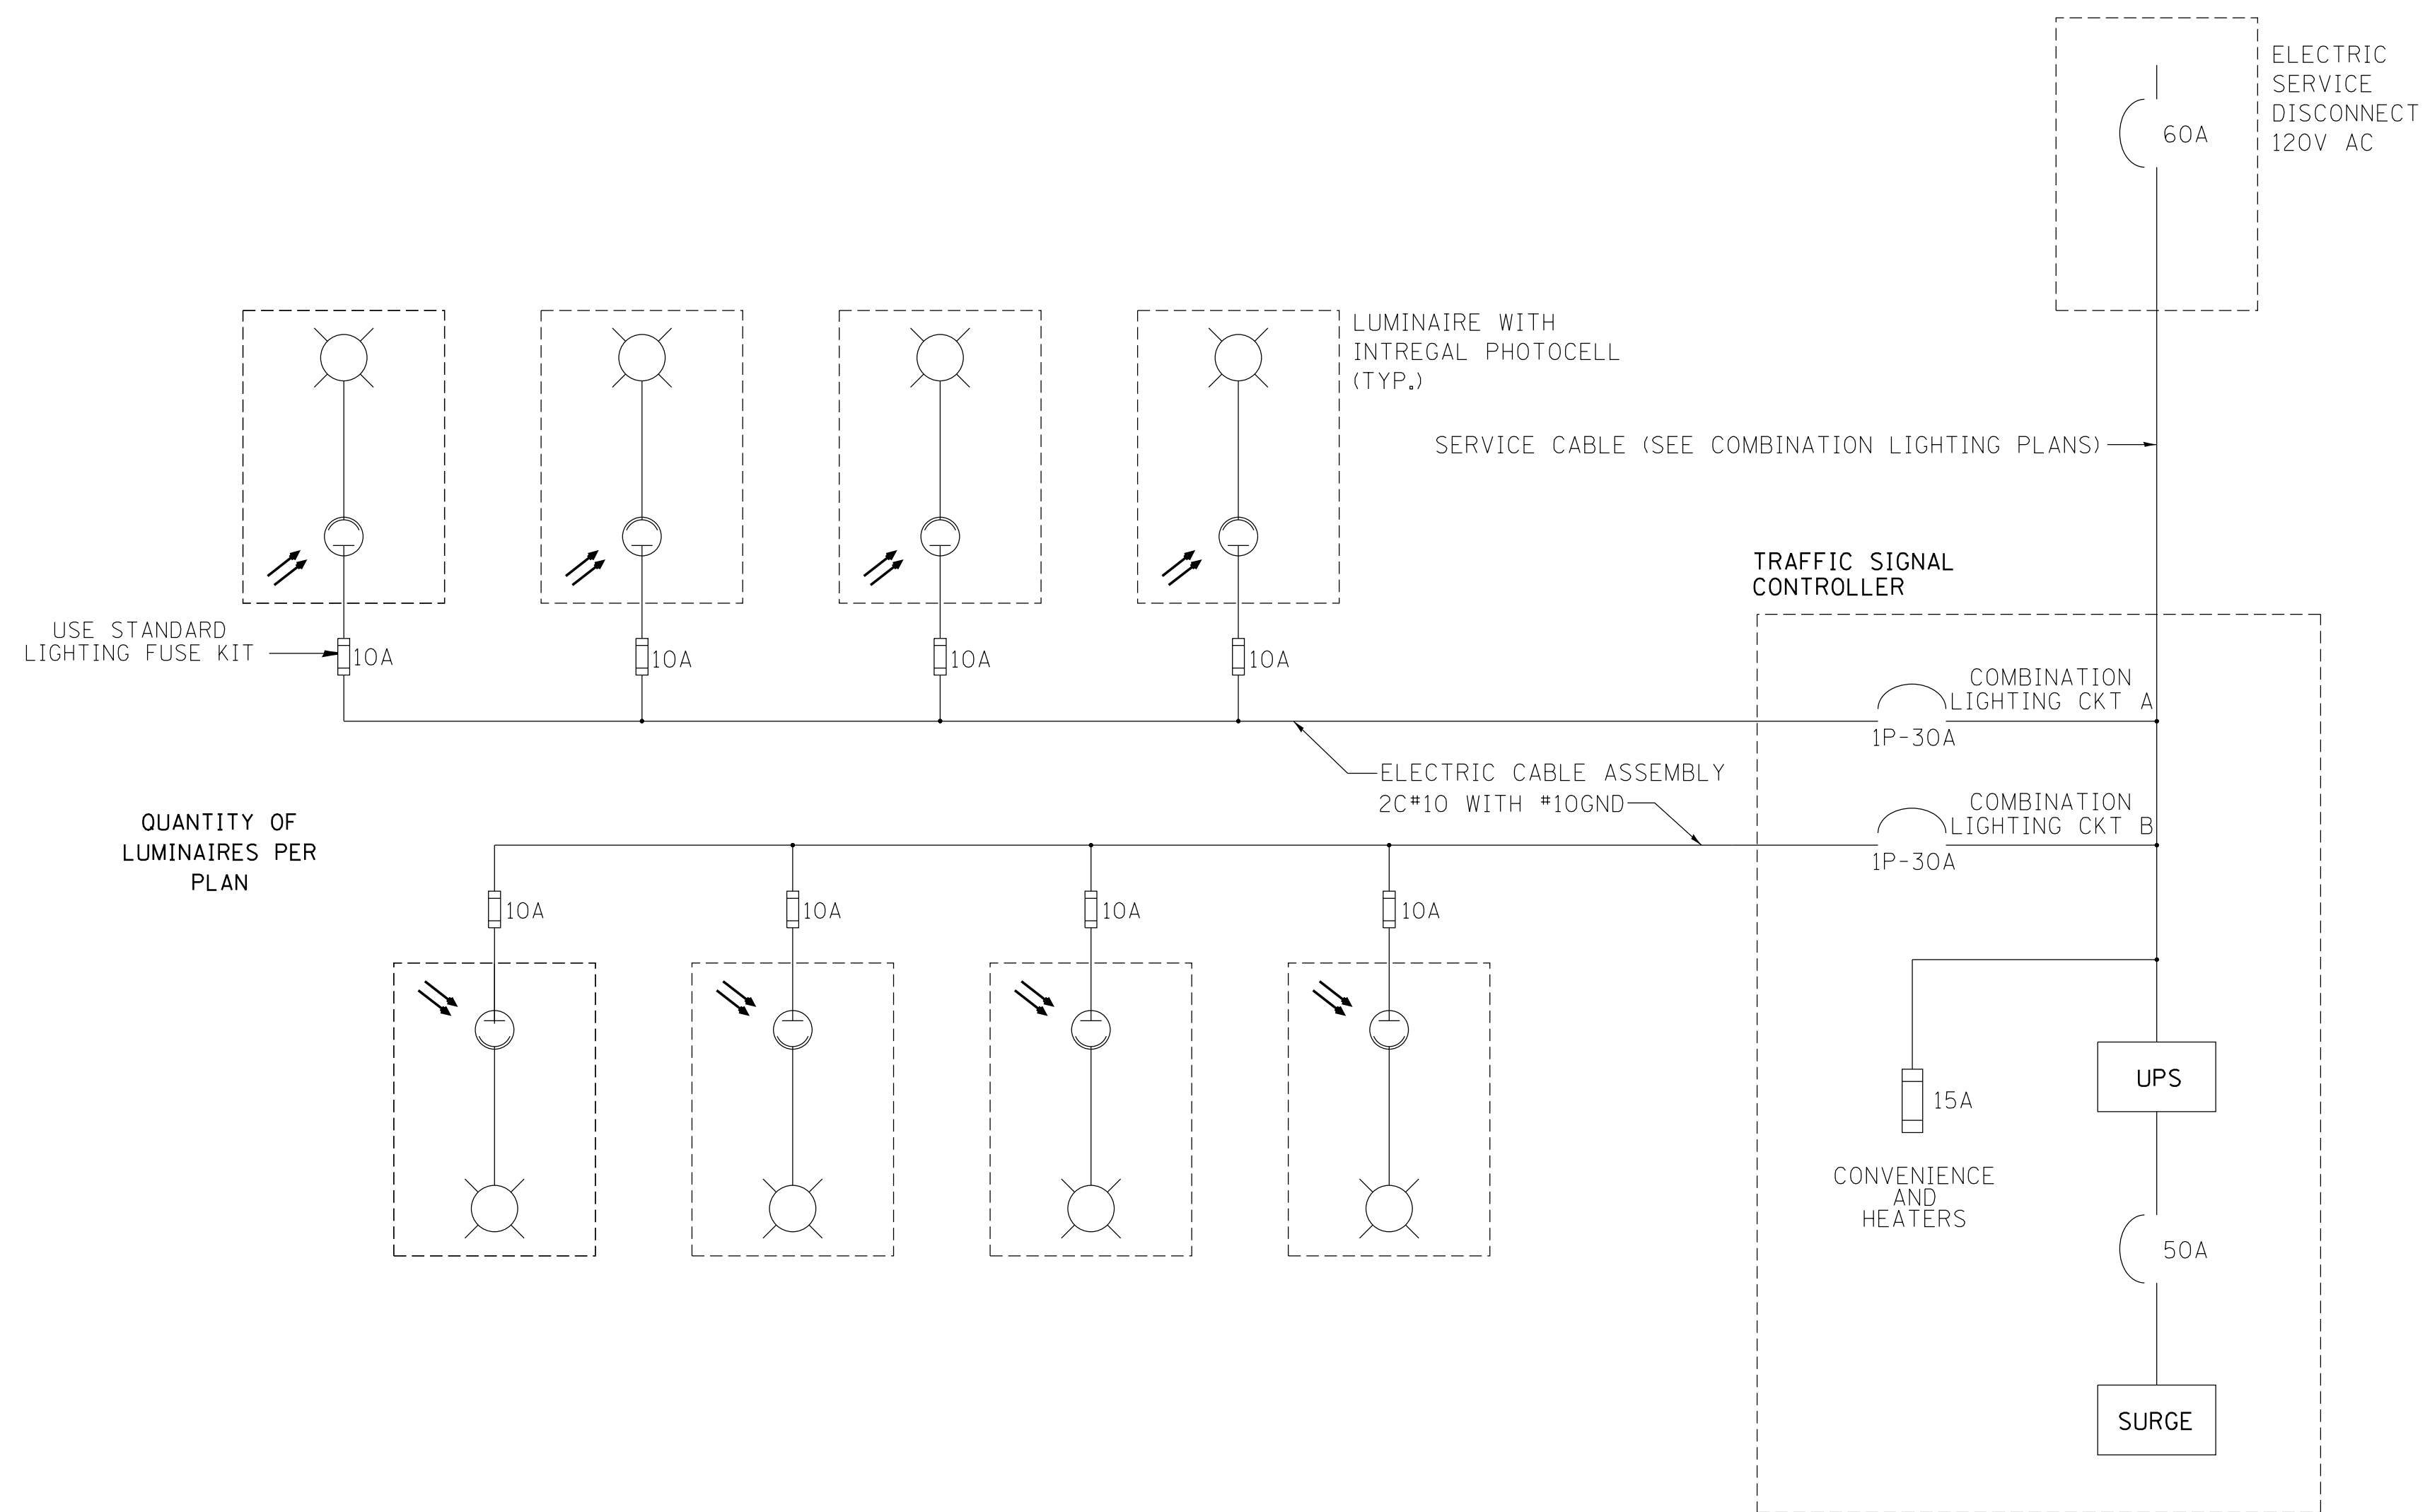 ELECTRIC
SERVICE
DISCONNECT
120V AC
60A
LUMINAIRE WITH
INTREGAL PHOTOCELL
(TYP.)
SERVICE CABLE (SEE COMBINATION LIGHTING PLANS)
TRAFFIC SIGNAL
CONTROLLER
USE STANDARD
LIGHTING FUSE KIT
10A
10A
10A
10A
COMBINATION
LIGHTING CKT A
1P-30A
ELECTRIC CABLE ASSEMBLY
2C#10 WITH #10GND
COMBINATION
LIGHTING CKT B
1P-30A
QUANTITY OF
LUMINAIRES PER
PLAN
10A
10A
10A
10A
UPS
15A
CONVENIENCE
AND
HEATERS
50A
SURGE